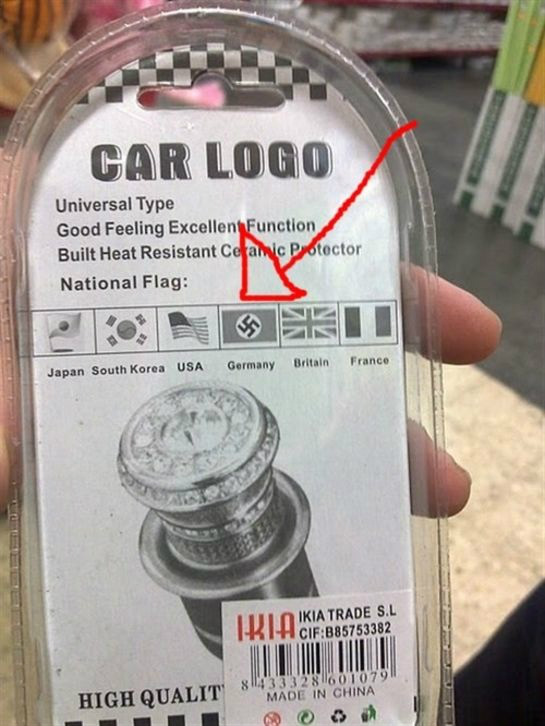 CAR LOGO
Universal Type
Good Feeling Excellent Function
Built Heat Resistant Ceramic Protector
National Flag:
Japan South Korea USA Germany Britain France
IKIA IKIA TRADE S.L
CIF:B85753382
8 433328 601079
MADE IN CHINA
HIGH QUALIT